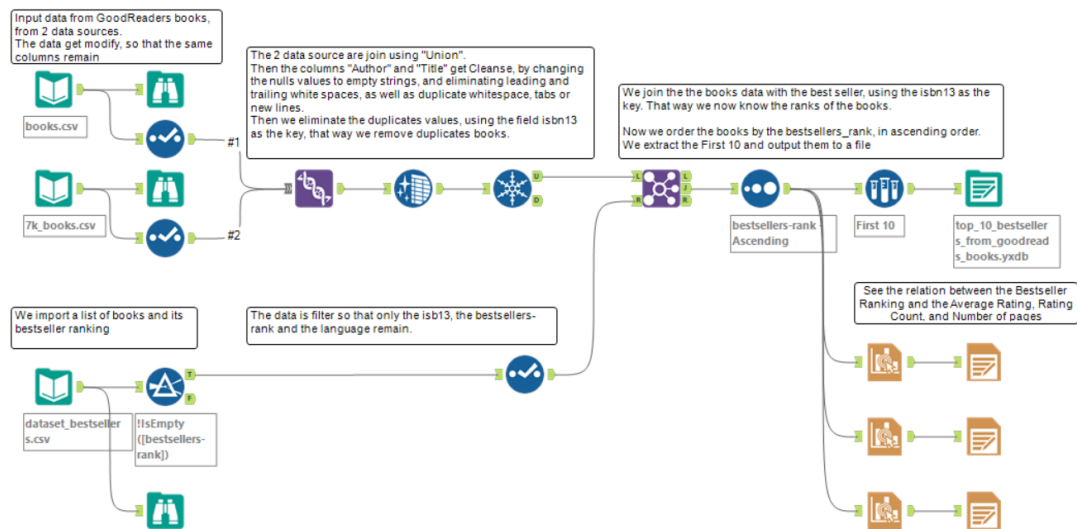 Input data from GoodReaders books,
from 2 data sources.
The data get modify, so that the same
columns remain
The 2 data source are join using "Union".
Then the columns "Author" and "Title" get Cleanse, by changing
the nulls values to empty strings, and eliminating leading and
trailing white spaces, as well as duplicate whitespace, tabs or
new lines.
Then we eliminate the duplicates values, using the field isbn13
as the key, that way we remove duplicates books.
We join the the books data with the best seller, using the isbn13 as the
key. That way we now know the ranks of the books.
Now we order the books by the bestsellers_rank, in ascending order.
We extract the First 10 and output them to a file
books.csv
#1
7k_books.csv
#2
U
D
L
R
L
J
R
bestsellers-rank -
Ascending
First 10
top_10_bestseller
s_from_goodread
s_books.yxdb
See the relation between the Bestseller
Ranking and the Average Rating, Rating
Count, and Number of pages
We import a list of books and its
bestseller ranking
The data is filter so that only the isb13, the bestsellers-
rank and the language remain.
T
F
dataset_bestseller
s.csv
!IsEmpty
([bestsellers-
rank])